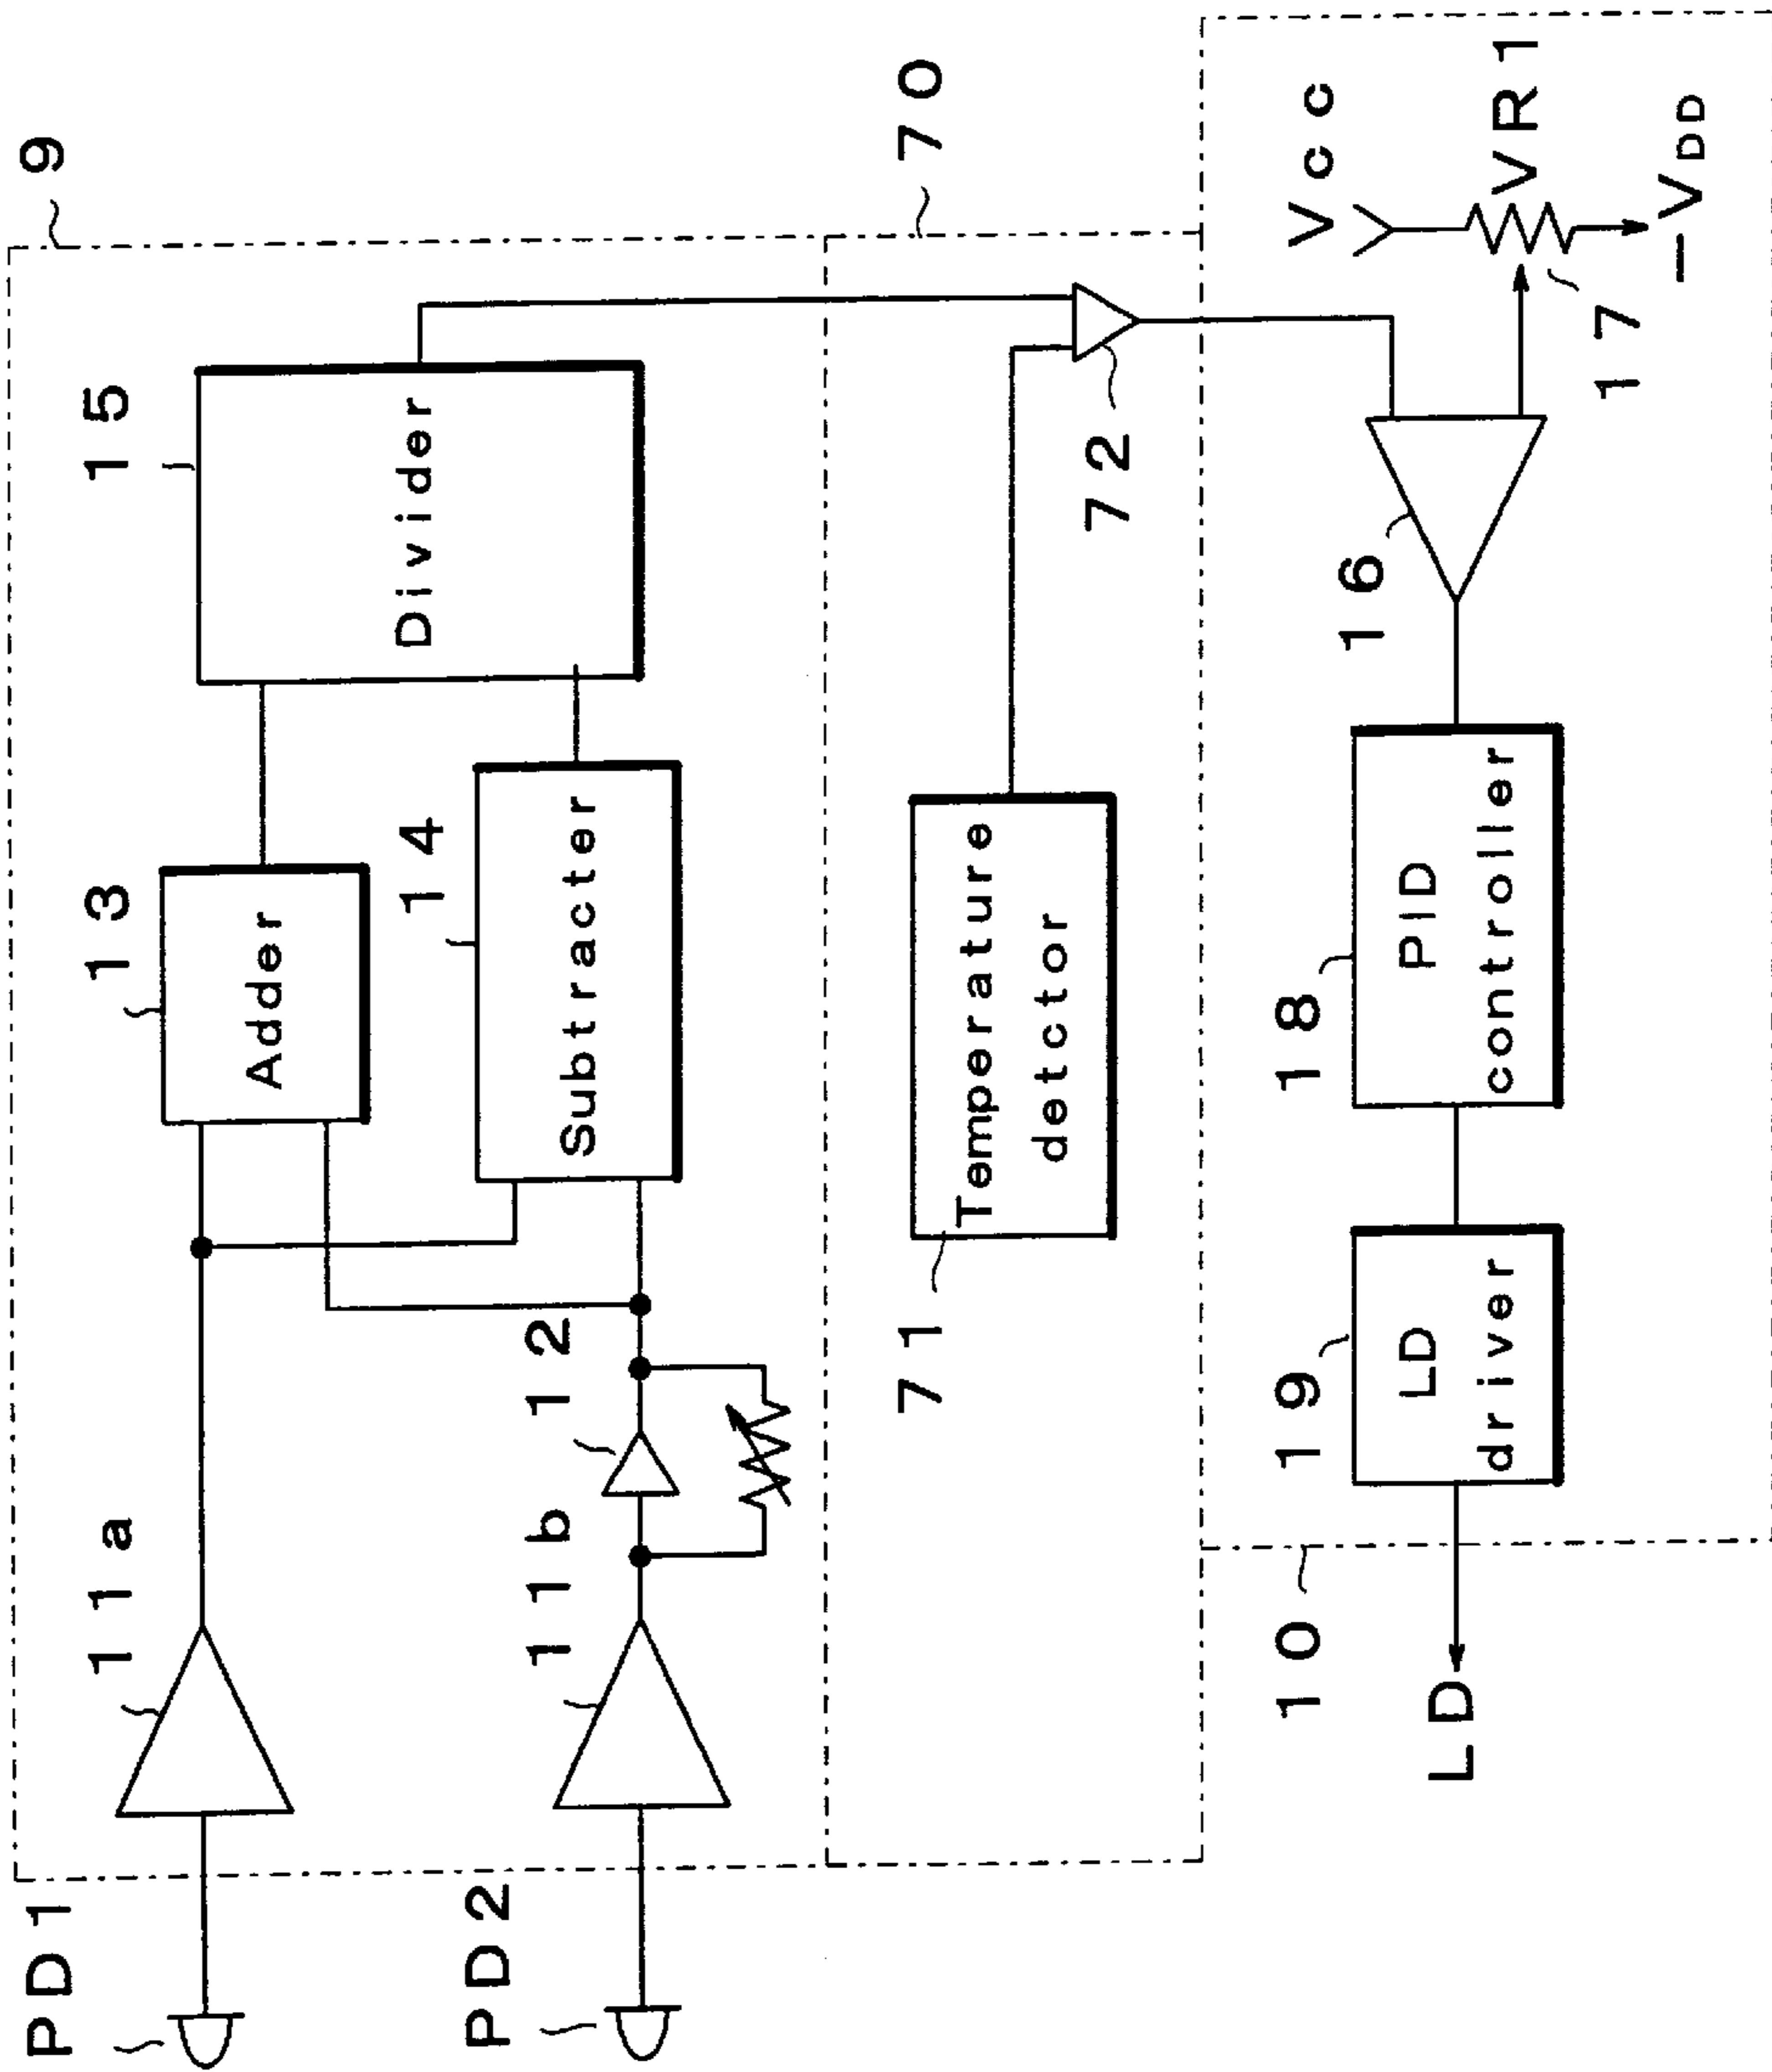 9
15
13
Adder
Divider
14
Subtracter
11a
PD1
12
11b
PD2
70
71
Temperature
detctor
72
Vcc
VR1
-VDD
17
16
18
PID
controller
19
LD
driver
10
LD